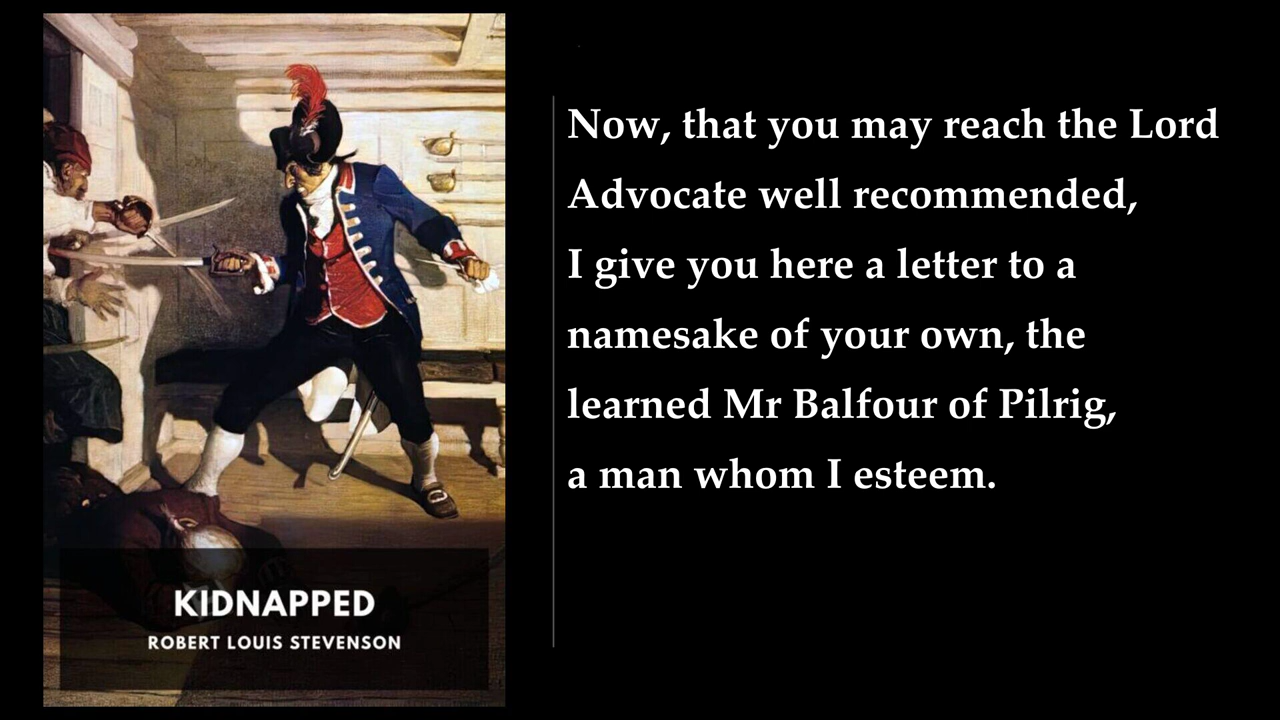 KIDNAPPED
ROBERT LOUIS STEVENSON
Now, that you may reach the Lord
Advocate well recommended,
I give you here a letter to a
namesake of your own, the
learned Mr Balfour of Pilrig,
a man whom I esteem.